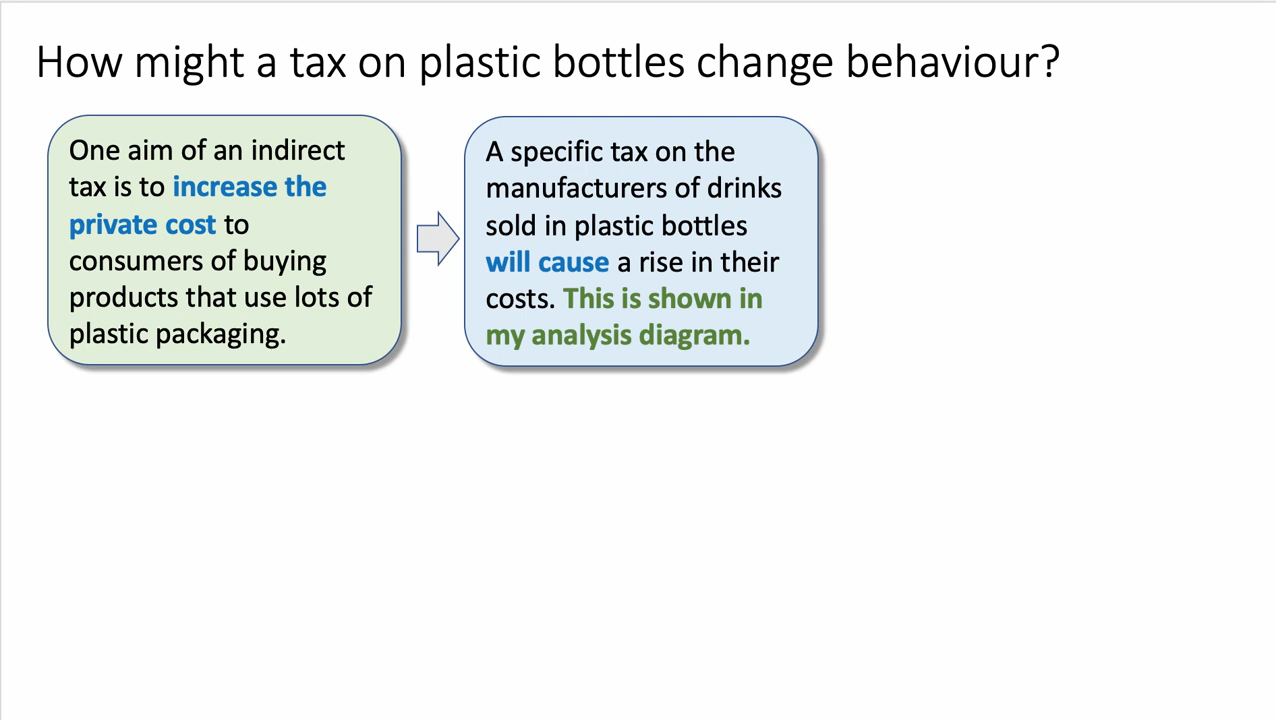 How might a tax on plastic bottles change behaviour?
One aim of an indirect
tax is to increase the
private cost to
consumers of buying
products that use lots of
plastic packaging.
A specific tax on the
manufacturers of drinks
sold in plastic bottles
will cause a rise in their
costs. This is shown in
my analysis diagram.